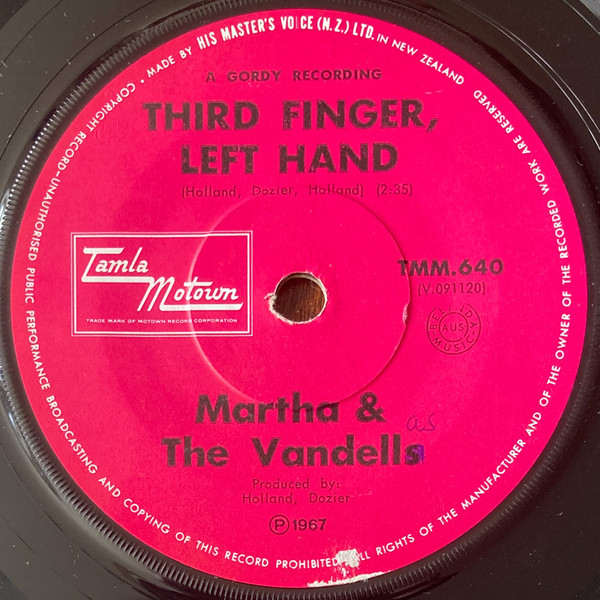 • MADE BY HIS MASTER'S VOICE (N.Z.) LTD. IN NEW ZEALAND
A GORDY RECORDING
THIRD FINGER,
LEFT HAND
(Holland, Dozier, Holland) (2:35)
Tamla
Motown
TRADE MARK OF MOTOWN RECORD CORPORATION
TMM.640
(V.091120)
AUS
MUSIC
Martha &
as
The Vandells
Produced by:
Holland, Dozier
Ⓟ 1967
• COPYRIGHT RECORD—UNAUTHORISED PUBLIC PERFORMANCE BROADCASTING AND COPYING OF THIS RECORD PROHIBITED. ALL RIGHTS OF THE MANUFACTURER AND OF THE OWNER OF THE RECORDED WORK ARE RESERVED